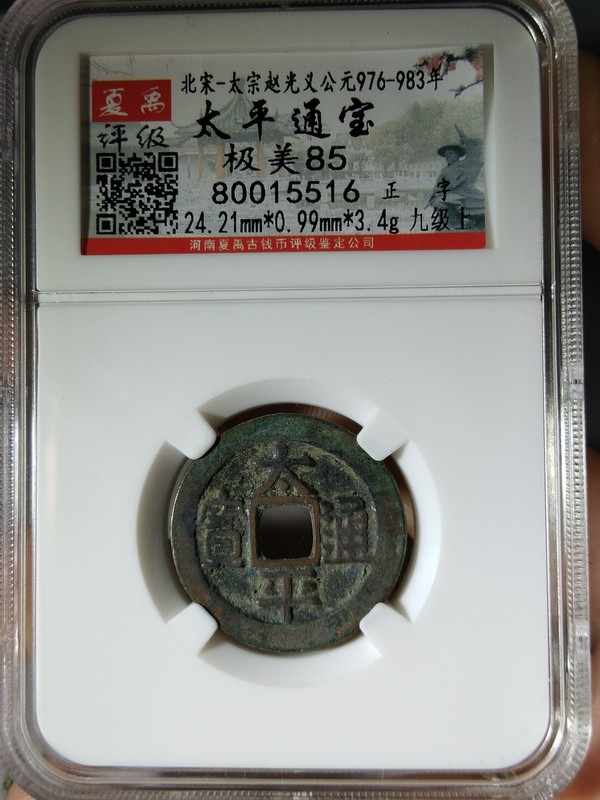 北宋-太宗赵光义公元976-983年
夏禹
评级
太平通宝
极美85
80015516 正字
24.21mm*0.99mm*3.4g 九级上
河南夏禹古钱币评级鉴定公司
太平通寳